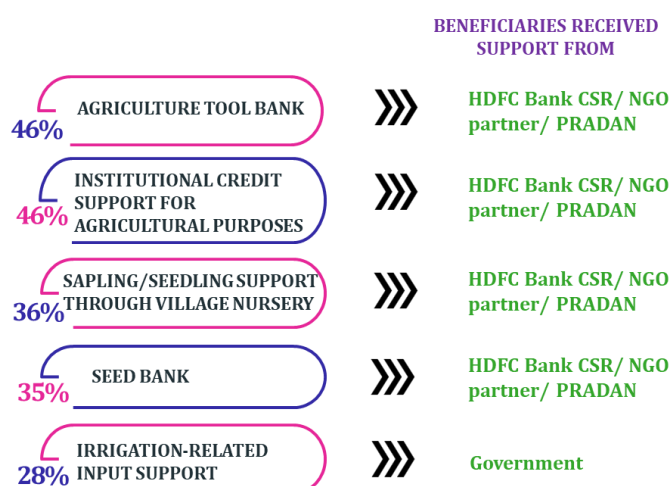 BENEFICIARIES RECEIVED
SUPPORT FROM
46%
AGRICULTURE TOOL BANK
HDFC Bank CSR/ NGO
partner/ PRADAN
46%
INSTITUTIONAL CREDIT
SUPPORT FOR
AGRICULTURAL PURPOSES
HDFC Bank CSR/ NGO
partner/ PRADAN
36%
SAPLING/SEEDLING SUPPORT
THROUGH VILLAGE NURSERY
HDFC Bank CSR/ NGO
partner/ PRADAN
35%
SEED BANK
HDFC Bank CSR/ NGO
partner/ PRADAN
28%
IRRIGATION-RELATED
INPUT SUPPORT
Government